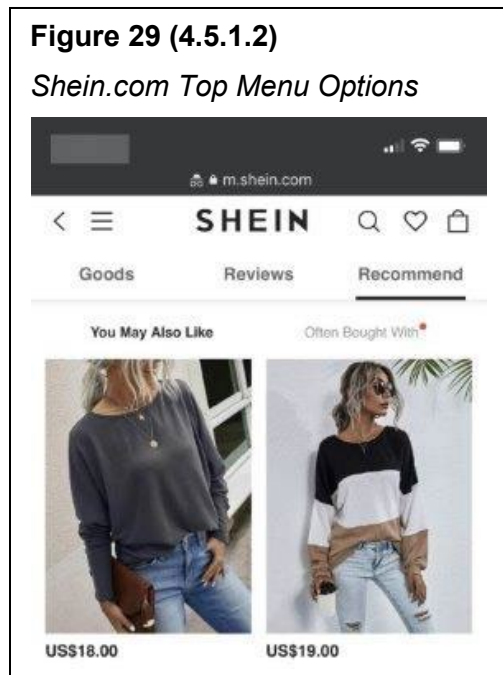 Figure 29 (4.5.1.2)
Shein.com Top Menu Options
m.shein.com
SHEIN
Goods Reviews Recommend
You May Also Like Often Bought With
US$18.00 US$19.00